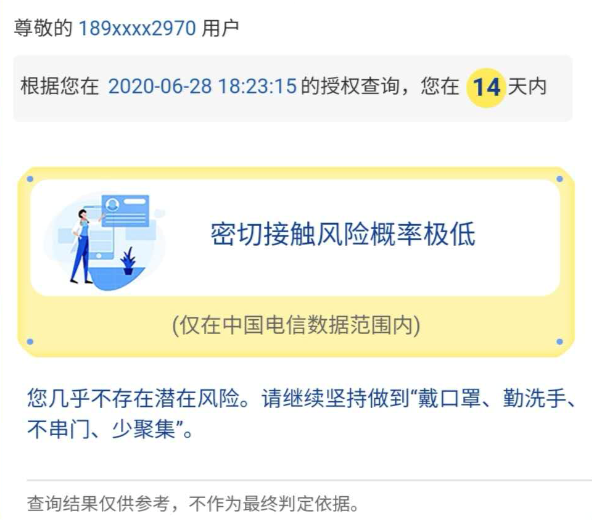 尊敬的 189xxxx2970 用户
根据您在 2020-06-28 18:23:15的授权查询，您在 14 天内
密切接触风险概率极低
(仅在中国电信数据范围内)
您几乎不存在潜在风险。请继续坚持做到“戴口罩、勤洗手、
不串门、少聚集”。
查询结果仅供参考，不作为最终判定依据。